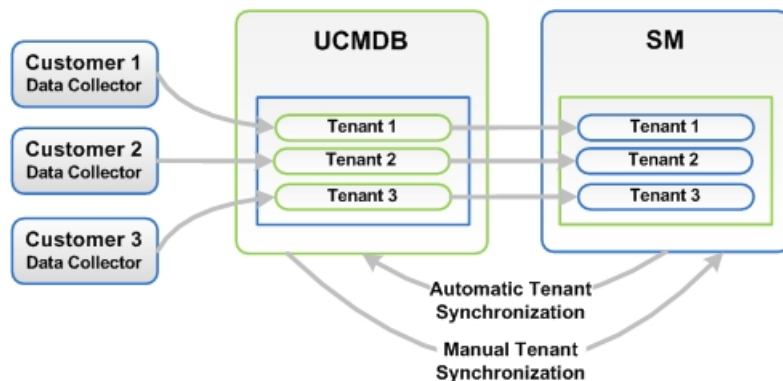 UCMDB
SM
Customer 1
Data Collector
Customer 2
Data Collector
Customer 3
Data Collector
Tenant 1
Tenant 2
Tenant 3
Tenant 1
Tenant 2
Tenant 3
Automatic Tenant
Synchronization
Manual Tenant
Synchronization